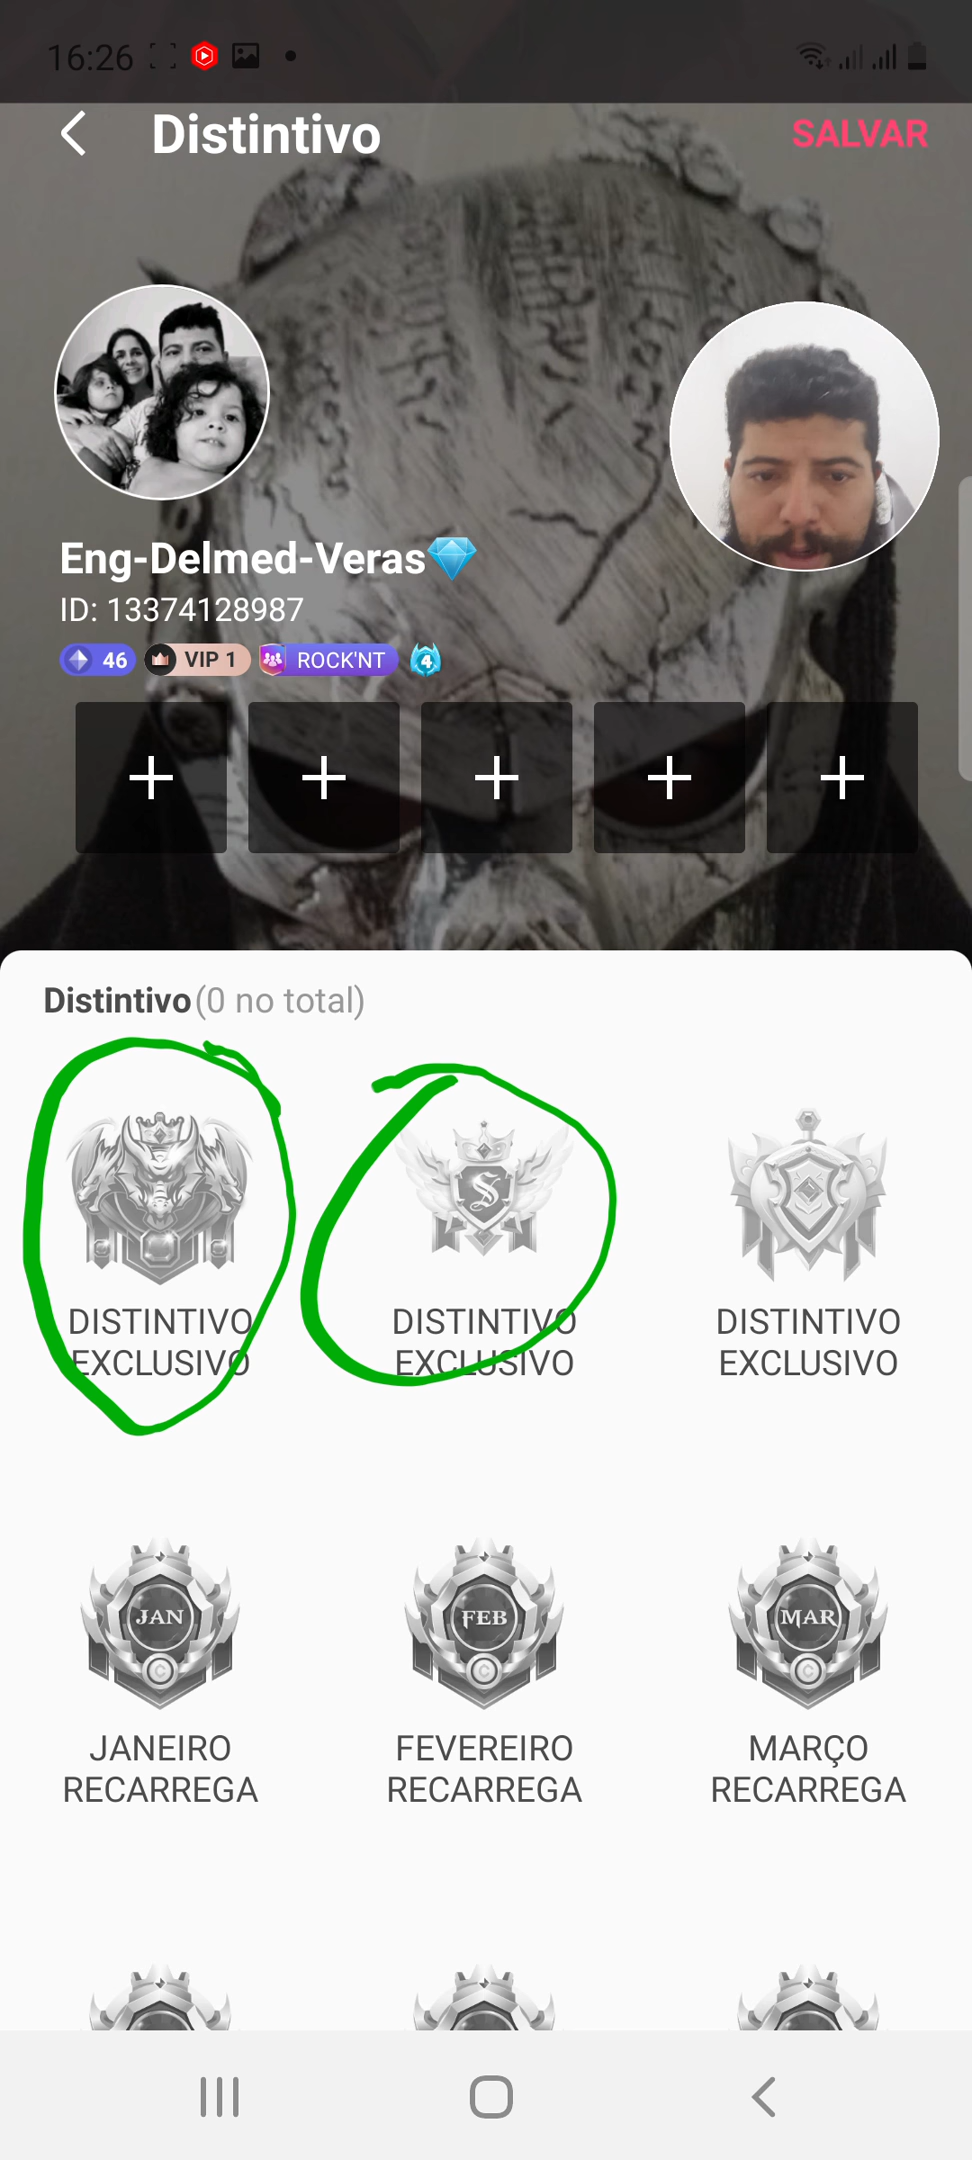 16:26
Distintivo
SALVAR
Eng-Delmed-Veras
ID: 13374128987
46 VIP 1 ROCK'NT 4
Distintivo(0 no total)
S
DISTINTIVO EXCLUSIVO
DISTINTIVO EXCLUSIVO
DISTINTIVO EXCLUSIVO
JAN
FEB
MAR
C
C
C
JANEIRO RECARREGA
FEVEREIRO RECARREGA
MARÇO RECARREGA